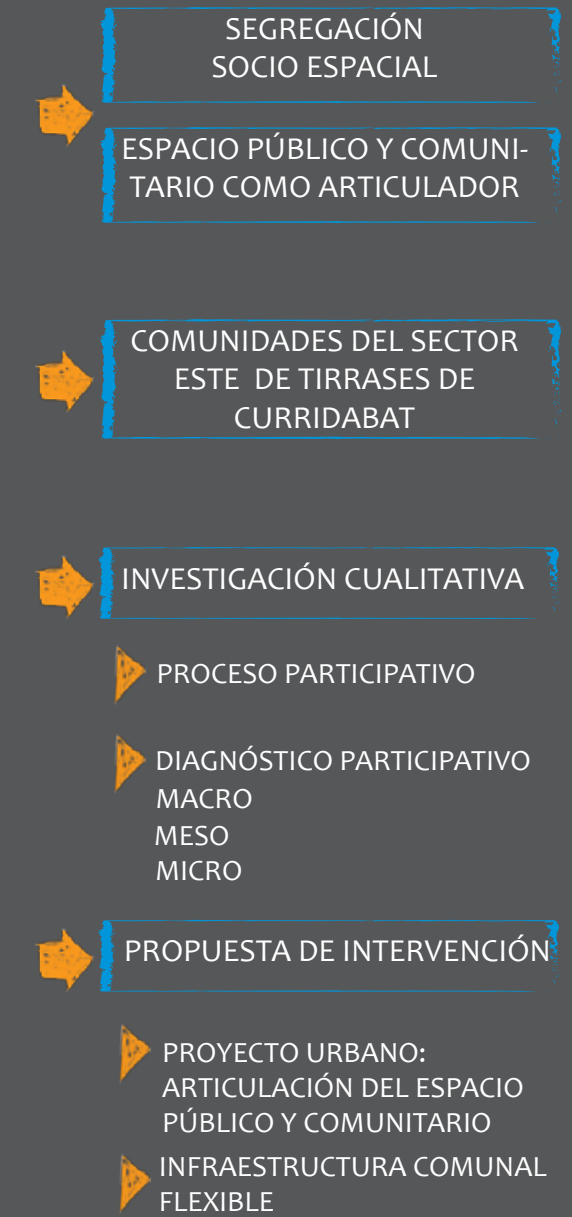 SEGREGACIÓN
SOCIO ESPACIAL
ESPACIO PÚBLICO Y COMUNI-
TARIO COMO ARTICULADOR
COMUNIDADES DEL SECTOR
ESTE DE TIRRASES DE
CURRIDABAT
INVESTIGACIÓN CUALITATIVA
PROCESO PARTICIPATIVO
DIAGNÓSTICO PARTICIPATIVO
MACRO
MESO
MICRO
PROPUESTA DE INTERVENCIÓN
PROYECTO URBANO:
ARTICULACIÓN DEL ESPACIO
PÚBLICO Y COMUNITARIO
INFRAESTRUCTURA COMUNAL
FLEXIBLE